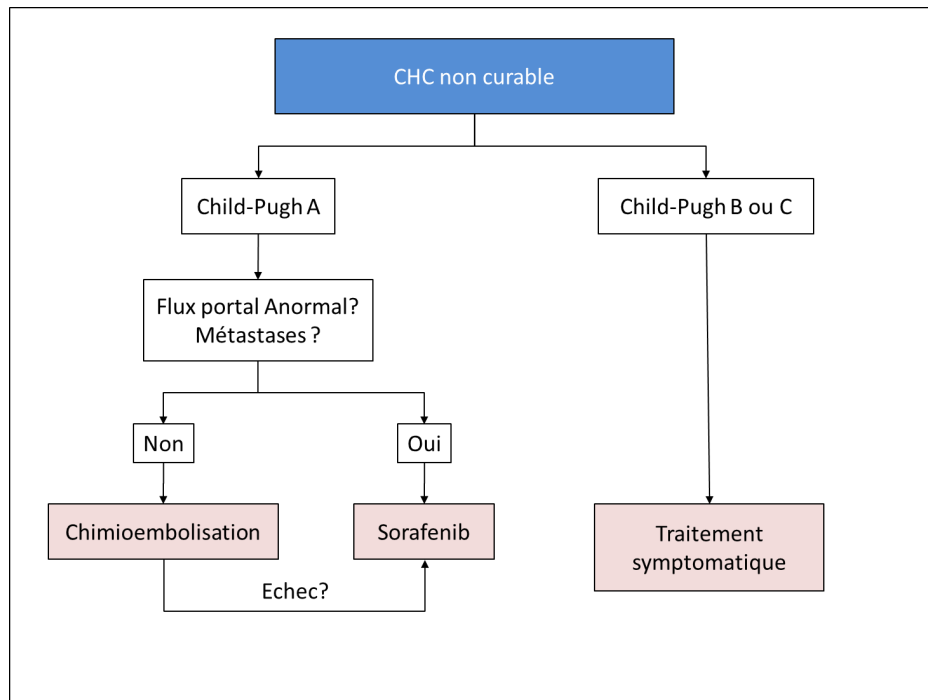 CHC non curable
Child-Pugh A
Child-Pugh B ou C
Flux portal Anormal?
Métastases ?
Non
Oui
Chimioembolisation
Sorafenib
Traitement
symptomatique
Echec?